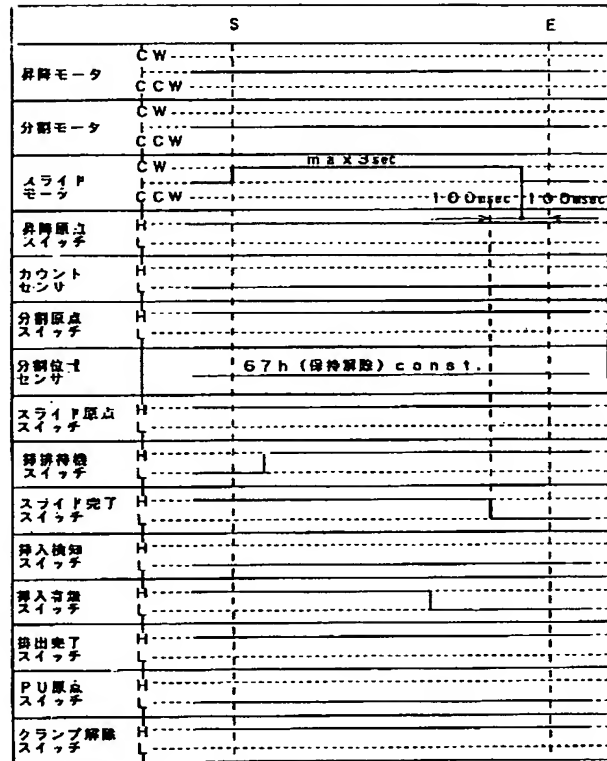 S E
昇降モータ
CW
CCW
分割モータ
CW
CCW
スライド
モータ
CW
max3sec
CCW
100msec 100msec
昇降原点
スイッチ
H
L
カウント
センサ
H
L
分割原点
スイッチ
H
L
分割位置
センサ
67h(保持解除)const.
スライド原点
スイッチ
H
L
挿排待機
スイッチ
H
L
スライド完了
スイッチ
H
L
挿入検知
スイッチ
H
L
挿入有無
スイッチ
H
L
排出完了
スイッチ
H
L
PU原点
スイッチ
H
L
クランプ解除
スイッチ
H
L